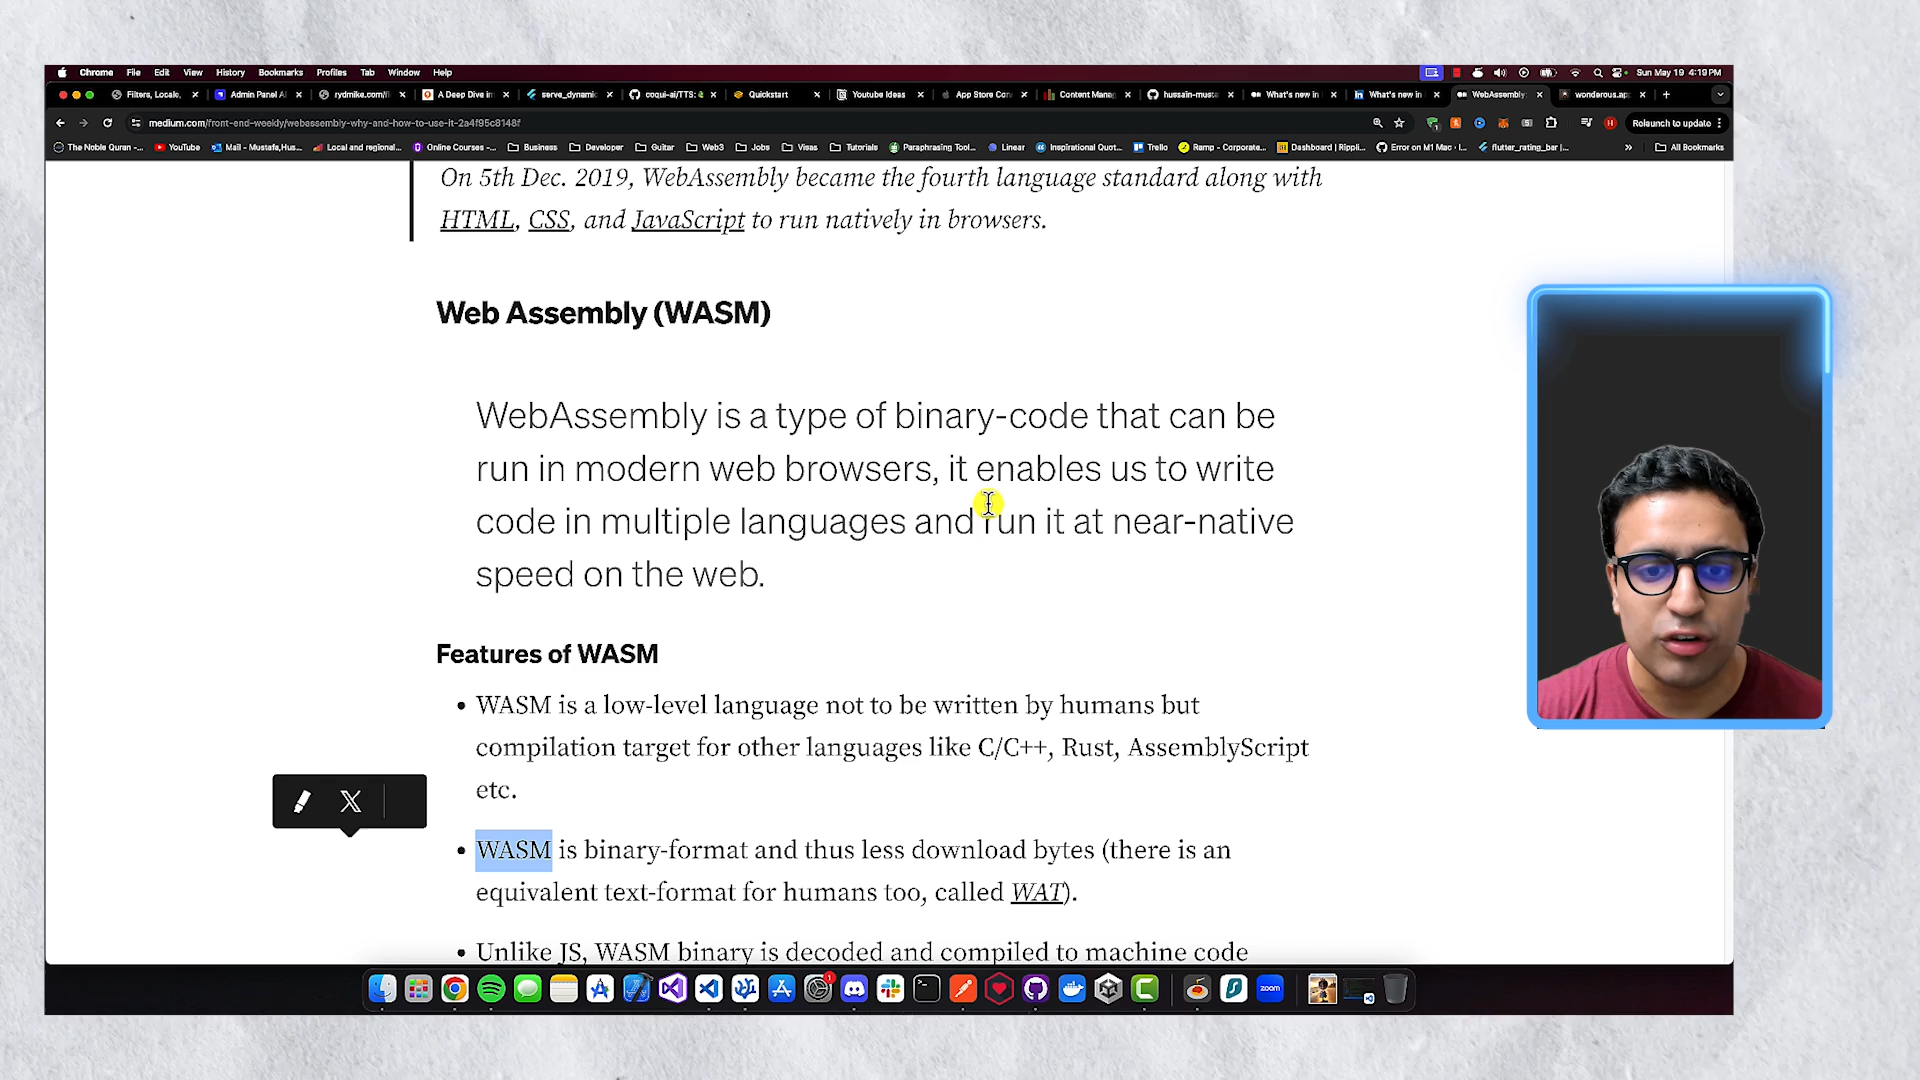 Chrome File Edit View History Bookmarks Profiles Tab Window Help Sun May 19 4:19 PM
Filters, Locale, Admin Panel A rydmike.com/fl A Deep Dive in serve_dynamic coqui-ai/TTS: Quickstart Youtube Ideas App Store Con Content Mana hussain-musta What's new in What's new in WebAssembly: wonderous.ap
medium.com/front-end-weekly/webassembly-why-and-how-to-use-it-2a4f95c8148f Relaunch to update
The Noble Quran -... YouTube Mail - Mustafa,Hus... Local and regional... Online Courses -... Business Developer Guitar Web3 Jobs Visas Tutorials Paraphrasing Tool... Linear Inspirational Quot... Trello Ramp - Corporate... Dashboard | Rippli... Error on M1 Mac · I... flutter_rating_bar |... » All Bookmarks
On 5th Dec. 2019, WebAssembly became the fourth language standard along with
HTML, CSS, and JavaScript to run natively in browsers.
Web Assembly (WASM)
WebAssembly is a type of binary-code that can be
run in modern web browsers, it enables us to write
code in multiple languages and run it at near-native
speed on the web.
Features of WASM
• WASM is a low-level language not to be written by humans but
compilation target for other languages like C/C++, Rust, AssemblyScript
etc.
• WASM is binary-format and thus less download bytes (there is an
equivalent text-format for humans too, called WAT).
• Unlike JS, WASM binary is decoded and compiled to machine code
zoom